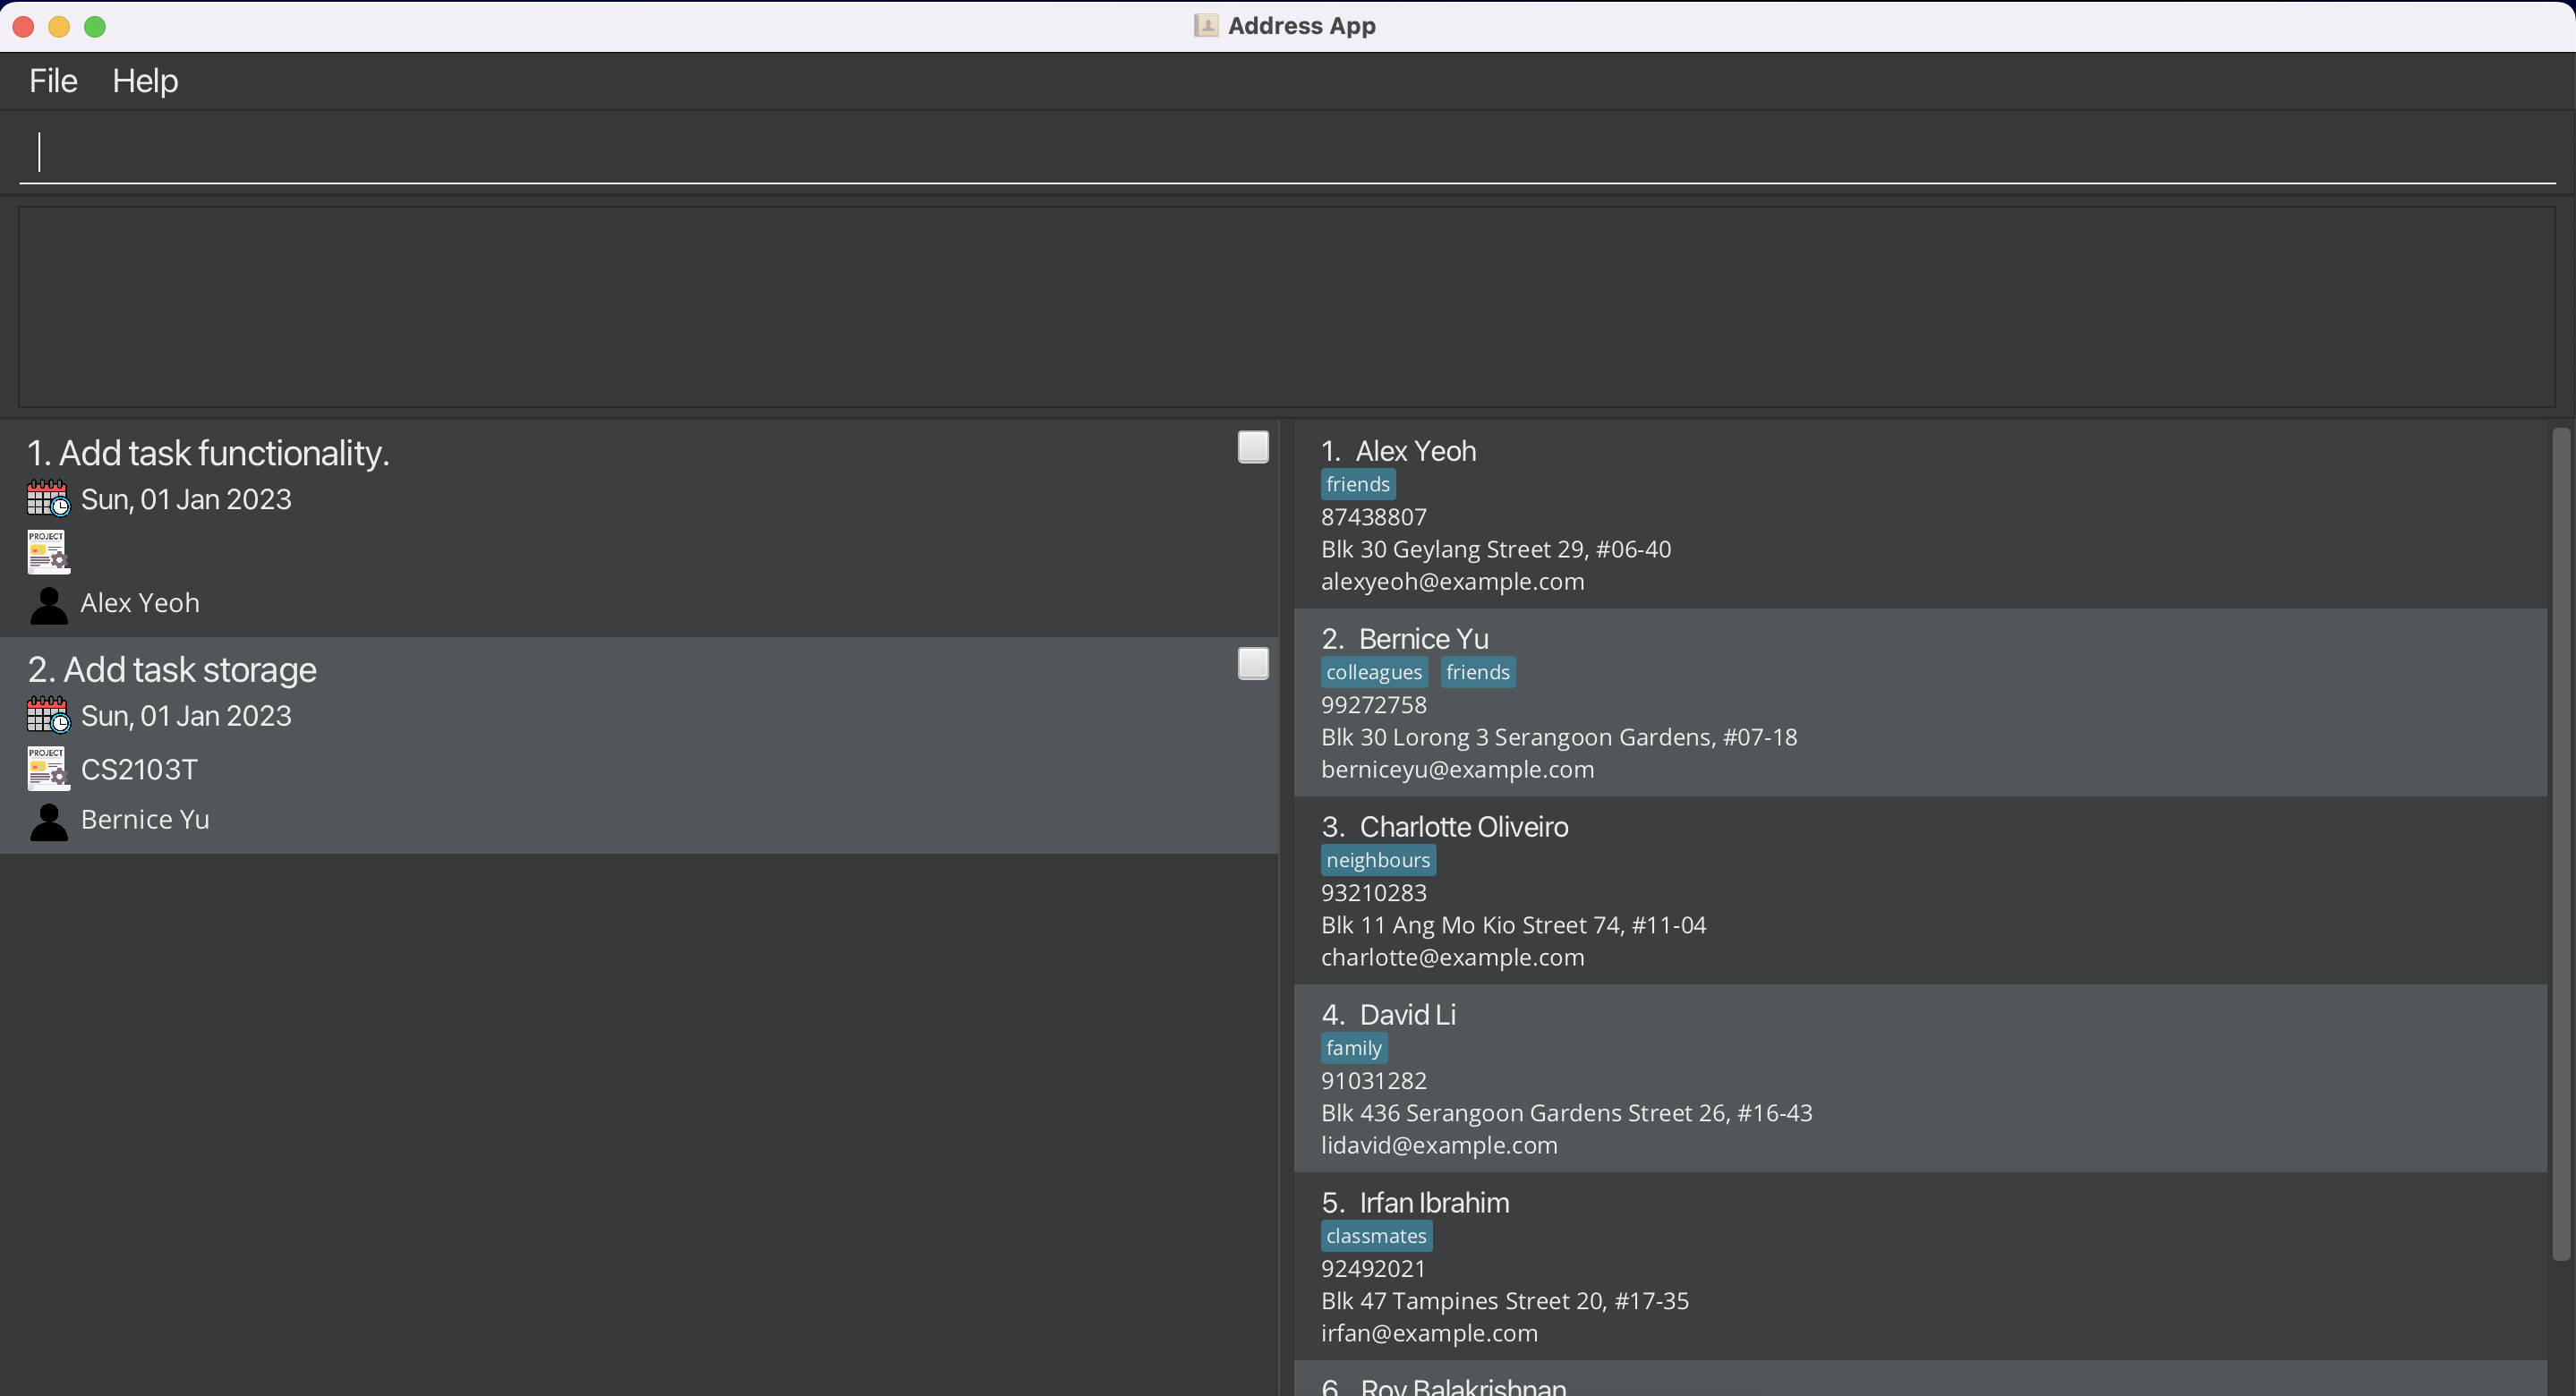 Address App
File Help
1. Add task functionality.
Sun, 01 Jan 2023
PROJECT
Alex Yeoh
2. Add task storage
Sun, 01 Jan 2023
PROJECT
CS2103T
Bernice Yu
1. Alex Yeoh
friends
87438807
Blk 30 Geylang Street 29, #06-40
alexyeoh@example.com
2. Bernice Yu
colleagues friends
99272758
Blk 30 Lorong 3 Serangoon Gardens, #07-18
berniceyu@example.com
3. Charlotte Oliveiro
neighbours
93210283
Blk 11 Ang Mo Kio Street 74, #11-04
charlotte@example.com
4. David Li
family
91031282
Blk 436 Serangoon Gardens Street 26, #16-43
lidavid@example.com
5. Irfan Ibrahim
classmates
92492021
Blk 47 Tampines Street 20, #17-35
irfan@example.com
6. Roy Balakrishnan